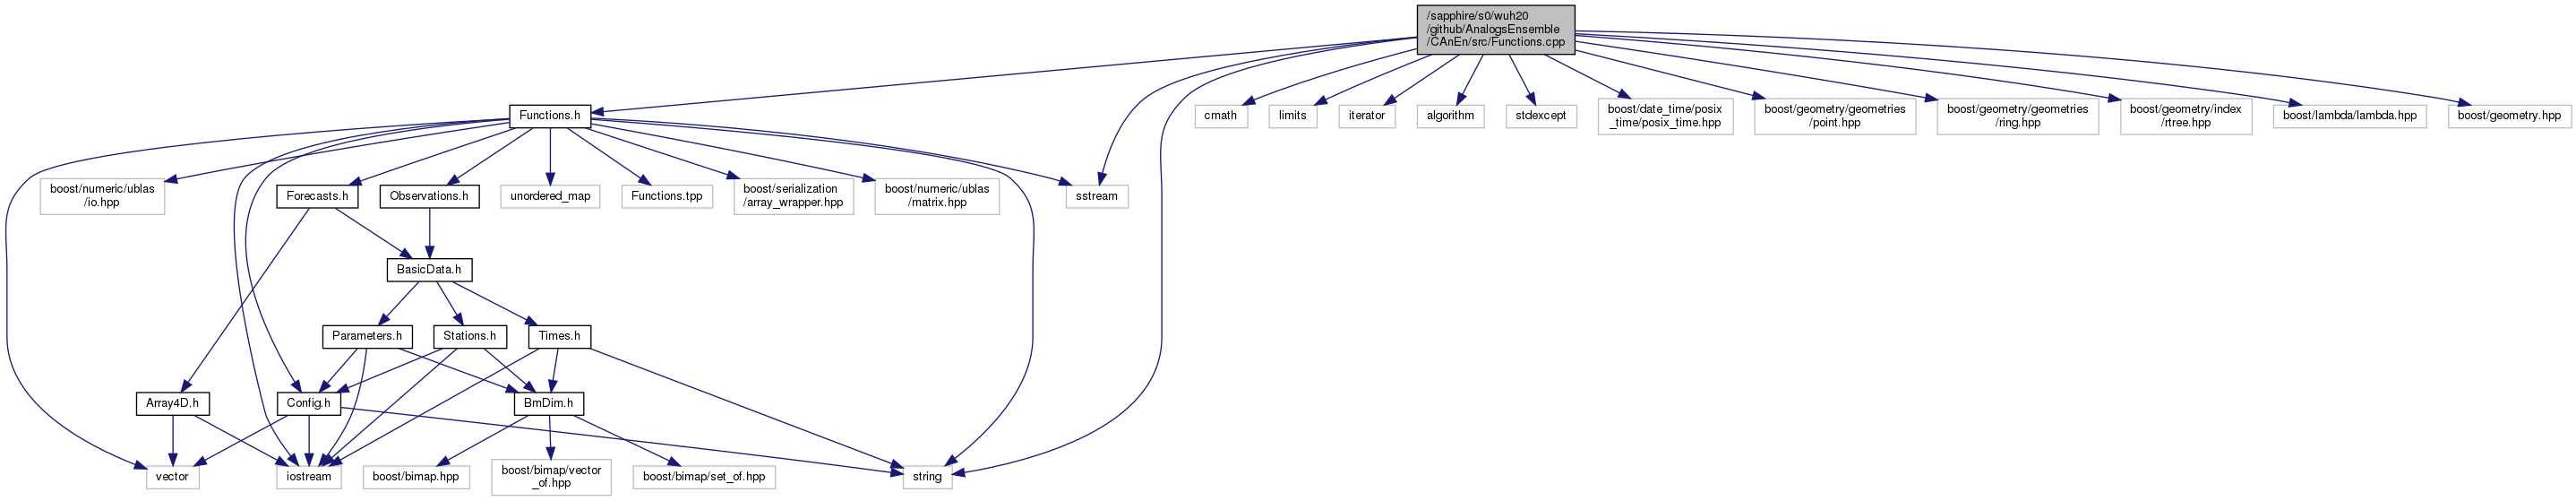 /sapphire/s0/wuh20
/github/AnalogsEnsemble
/CAnEn/src/Functions.cpp
Functions.h
cmath
limits
iterator
algorithm
stdexcept
boost/date_time/posix
_time/posix_time.hpp
boost/geometry/geometries
/point.hpp
boost/geometry/geometries
/ring.hpp
boost/geometry/index
/rtree.hpp
boost/lambda/lambda.hpp
boost/geometry.hpp
boost/numeric/ublas
/io.hpp
Forecasts.h
Observations.h
unordered_map
Functions.tpp
boost/serialization
/array_wrapper.hpp
boost/numeric/ublas
/matrix.hpp
sstream
BasicData.h
Parameters.h
Stations.h
Times.h
Array4D.h
Config.h
BmDim.h
vector
iostream
boost/bimap.hpp
boost/bimap/vector
_of.hpp
boost/bimap/set_of.hpp
string